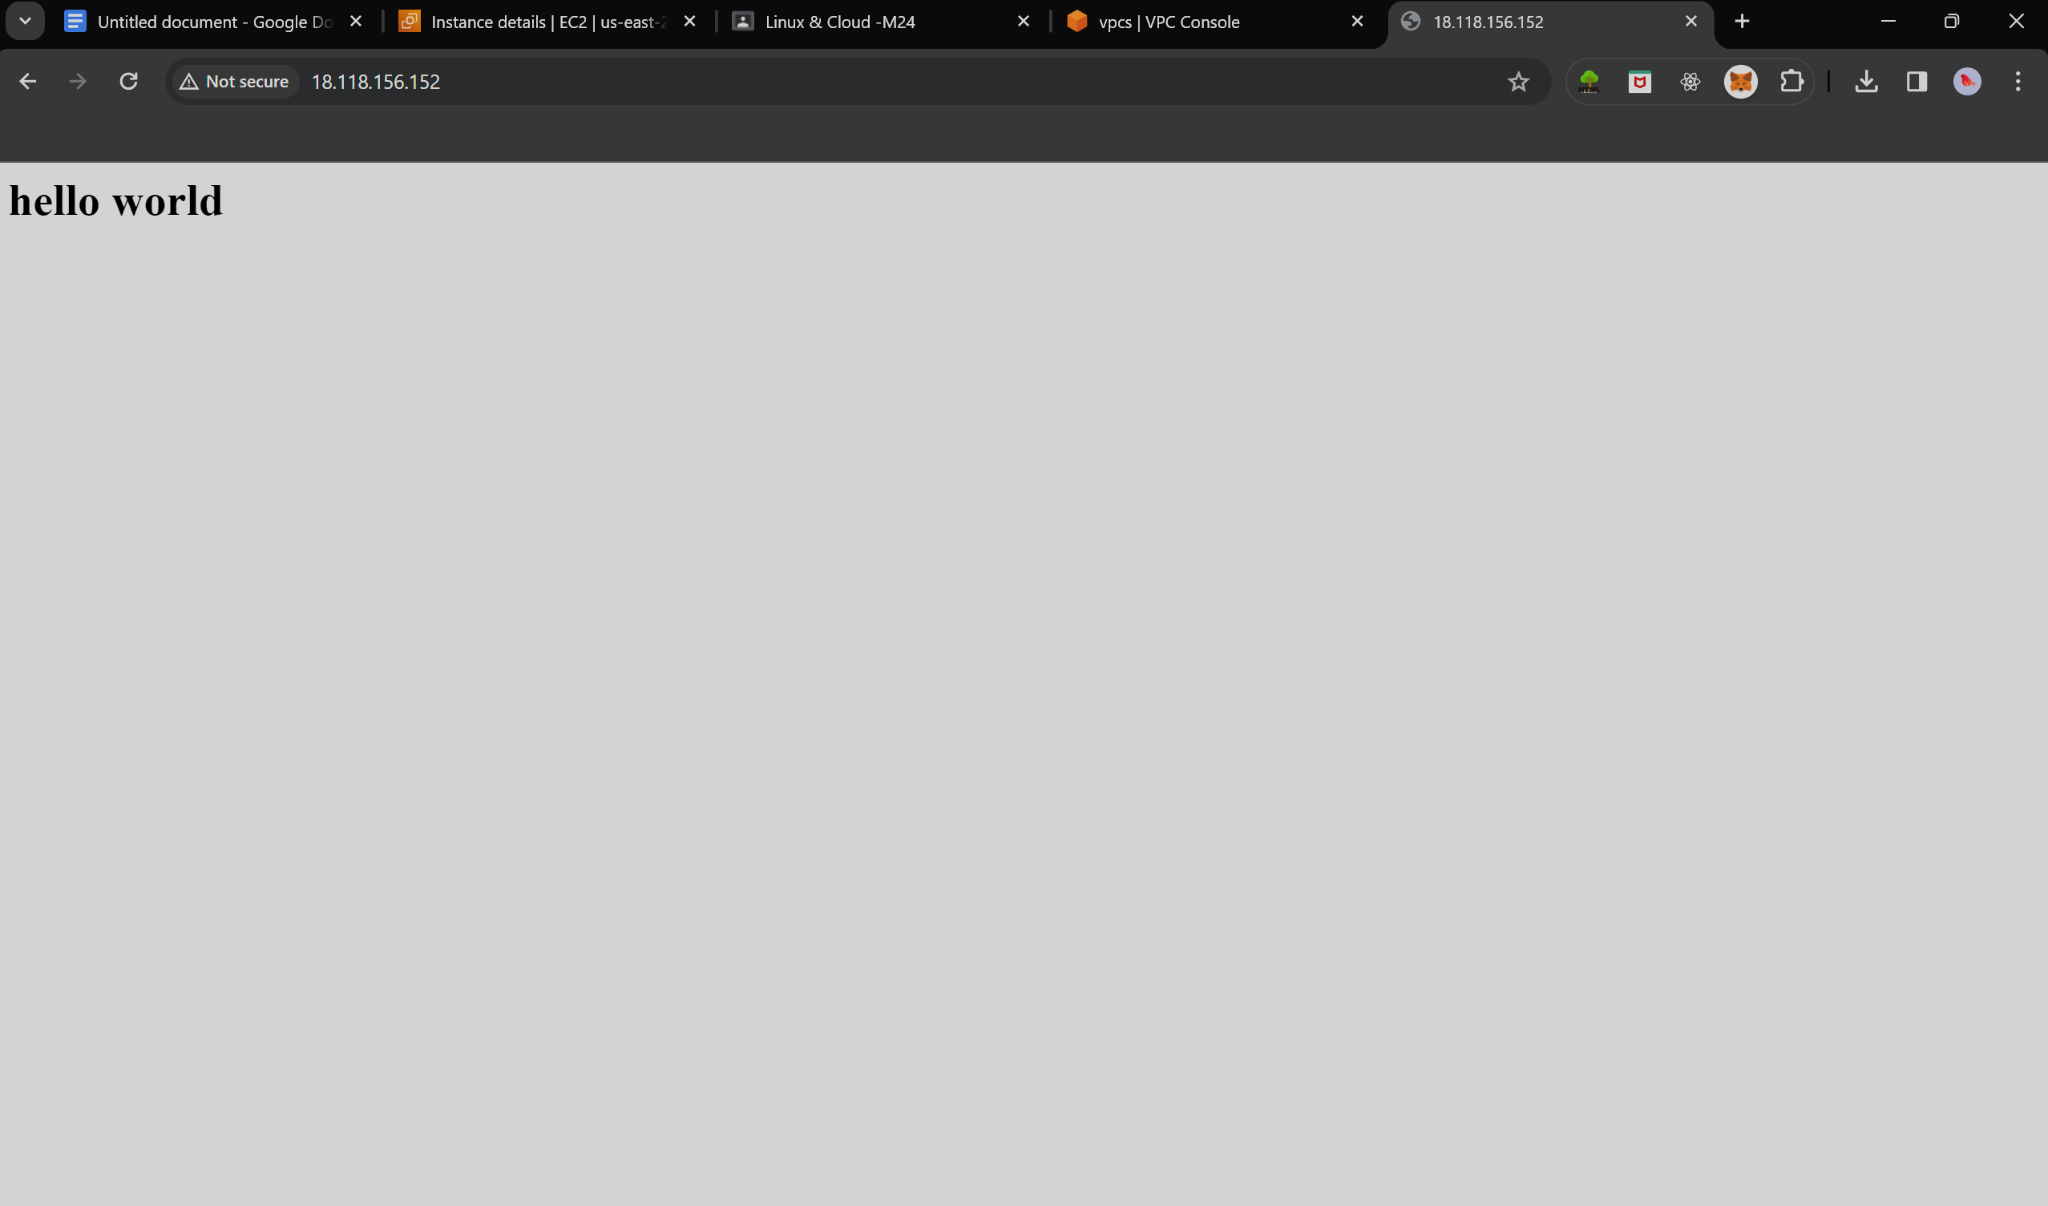 Untitled document - Google Do
Instance details | EC2 | us-east-2
Linux & Cloud -M24
vpcs | VPC Console
18.118.156.152
Not secure
18.118.156.152
hello world